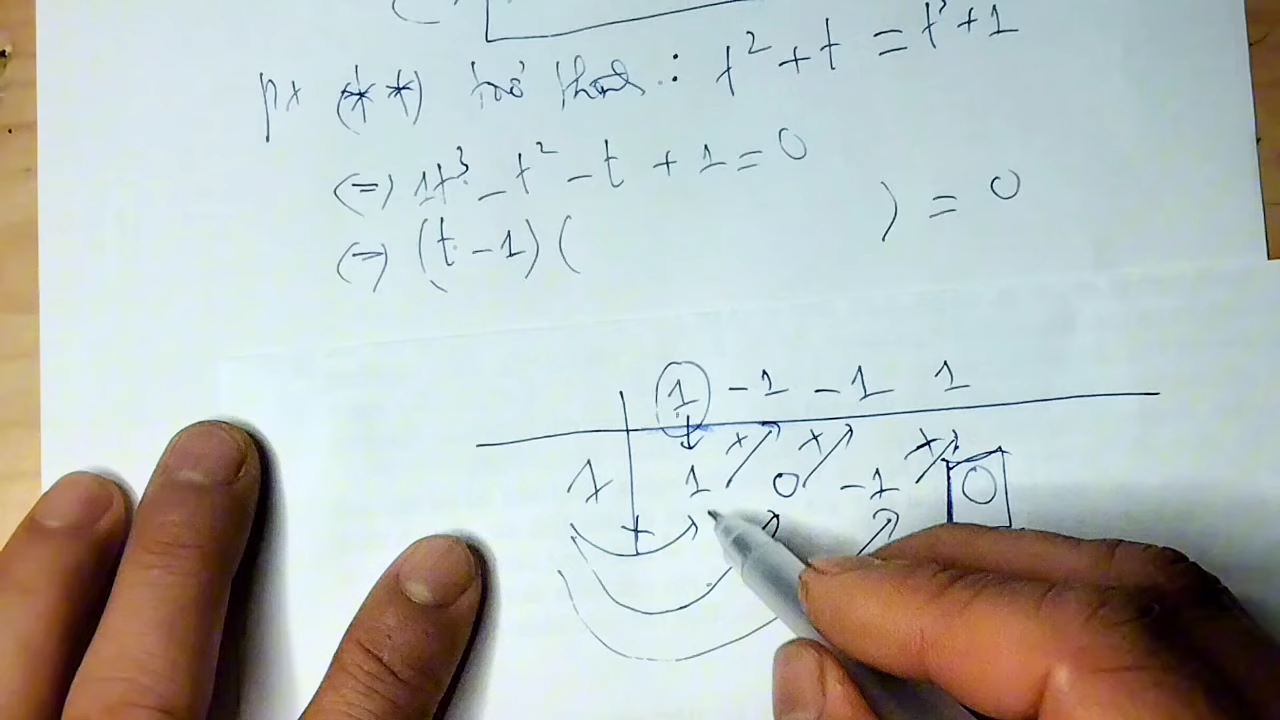 px (**) trở thành: t² + t = t³ + 1
(=) 1t³ - t² - t + 1 = 0
(=) (t - 1)( ) = 0
1 -1 -1 1
1 1 0 -1 0